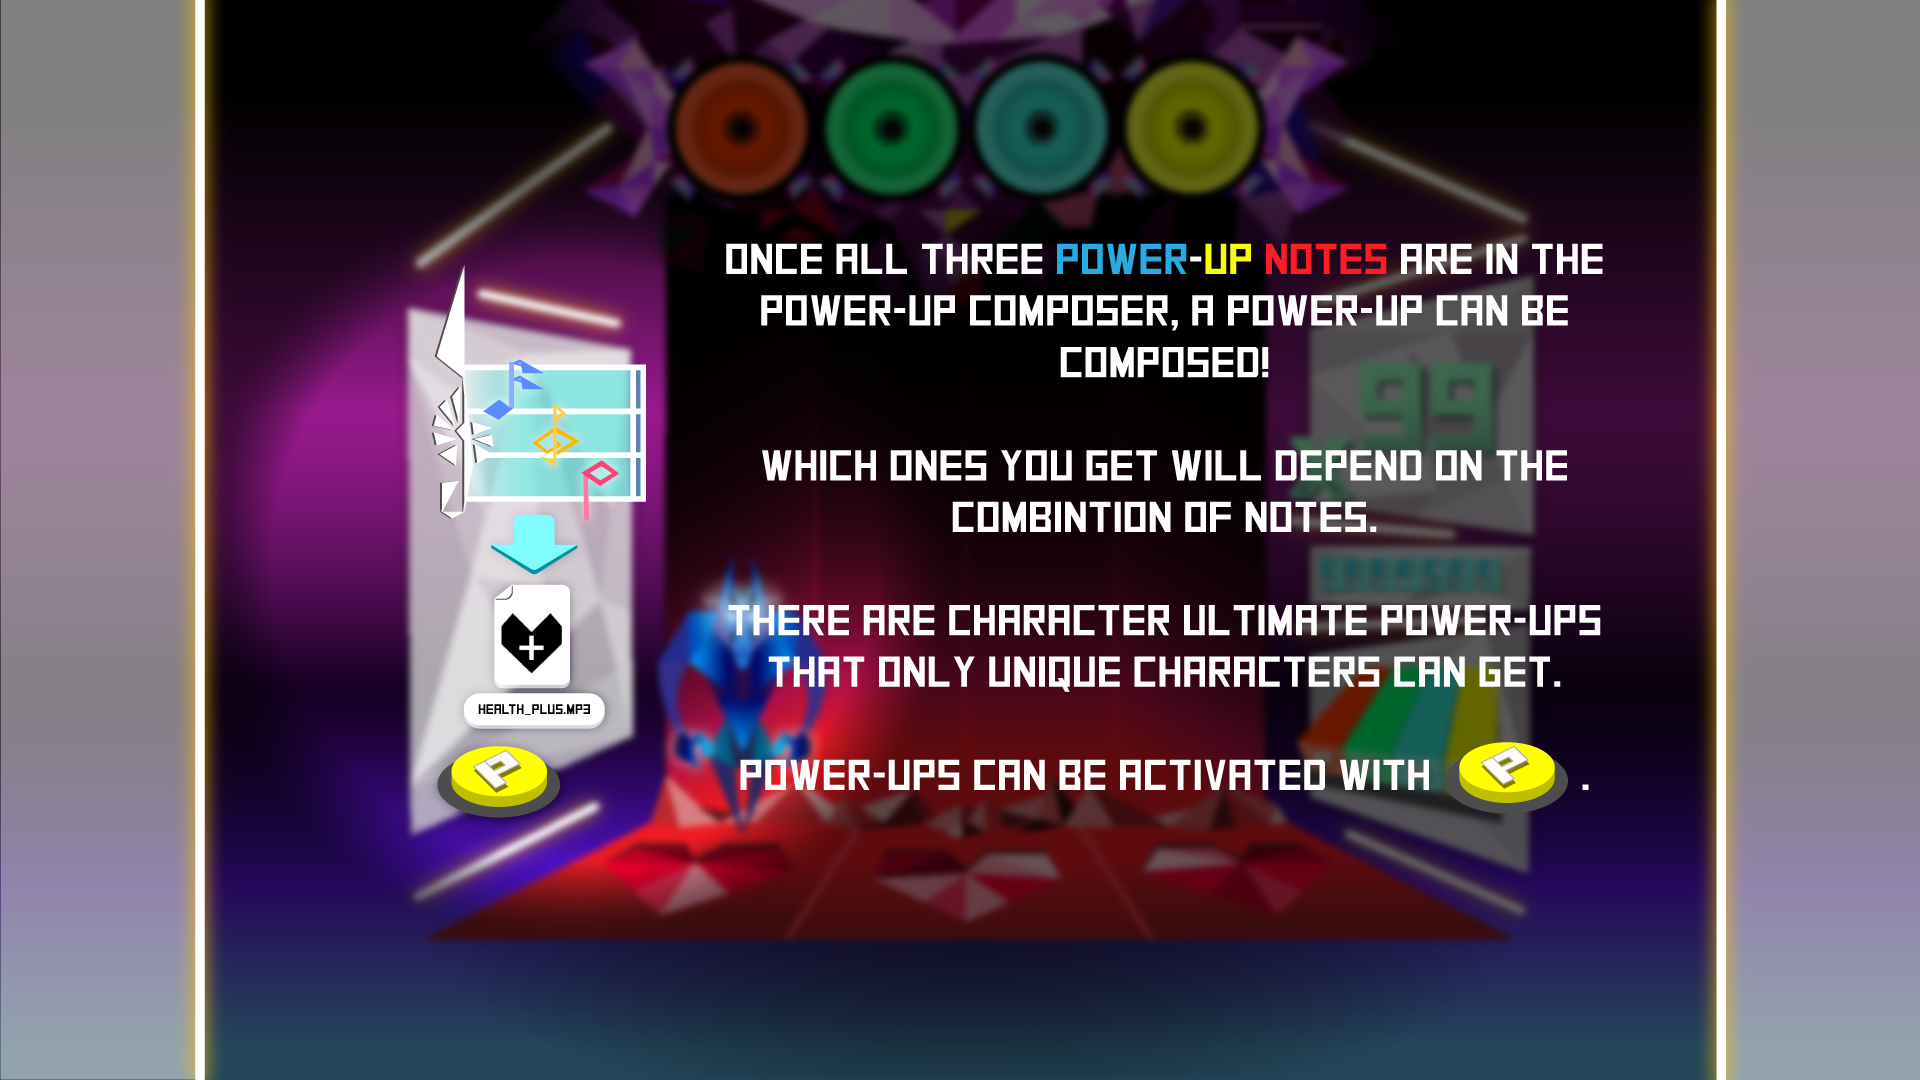 ONCE ALL THREE POWER-UP NOTES ARE IN THE
POWER-UP COMPOSER, A POWER-UP CAN BE
COMPOSED!
WHICH ONES YOU GET WILL DEPEND ON THE
COMBINTION OF NOTES.
THERE ARE CHARACTER ULTIMATE POWER-UPS
THAT ONLY UNIQUE CHARACTERS CAN GET.
POWER-UPS CAN BE ACTIVATED WITH P .
HEALTH_PLUS.MP3
P
x99